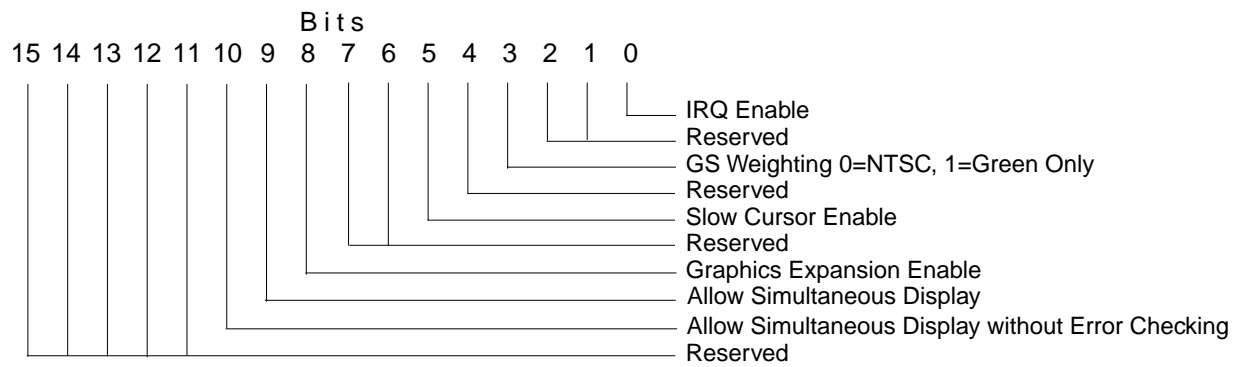 Bits
15 14 13 12 11 10 9 8 7 6 5 4 3 2 1 0
IRQ Enable
Reserved
GS Weighting 0=NTSC, 1=Green Only
Reserved
Slow Cursor Enable
Reserved
Graphics Expansion Enable
Allow Simultaneous Display
Allow Simultaneous Display without Error Checking
Reserved